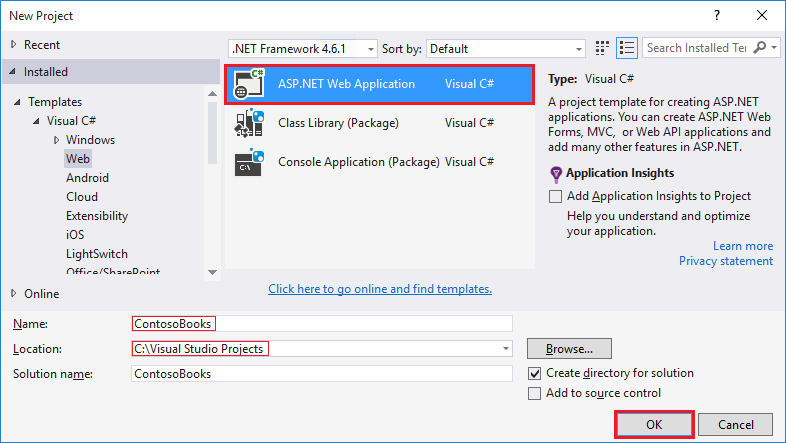 New Project
? X
Recent
.NET Framework 4.6.1
Sort by: Default
Search Installed Te
Installed
Templates
Visual C#
Windows
Web
Android
Cloud
Extensibility
iOS
LightSwitch
Office/SharePoint
Online
C#
ASP.NET Web Application Visual C#
Class Library (Package) Visual C#
C:\
Console Application (Package) Visual C#
Click here to go online and find templates.
Type: Visual C#
A project template for creating ASP.NET
applications. You can create ASP.NET Web
Forms, MVC, or Web API applications and
add many other features in ASP.NET.
Application Insights
Add Application Insights to Project
Help you understand and optimize
your application.
Learn more
Privacy statement
Name: ContosoBooks
Location: C:\Visual Studio Projects
Browse...
Solution name: ContosoBooks
Create directory for solution
Add to source control
OK
Cancel